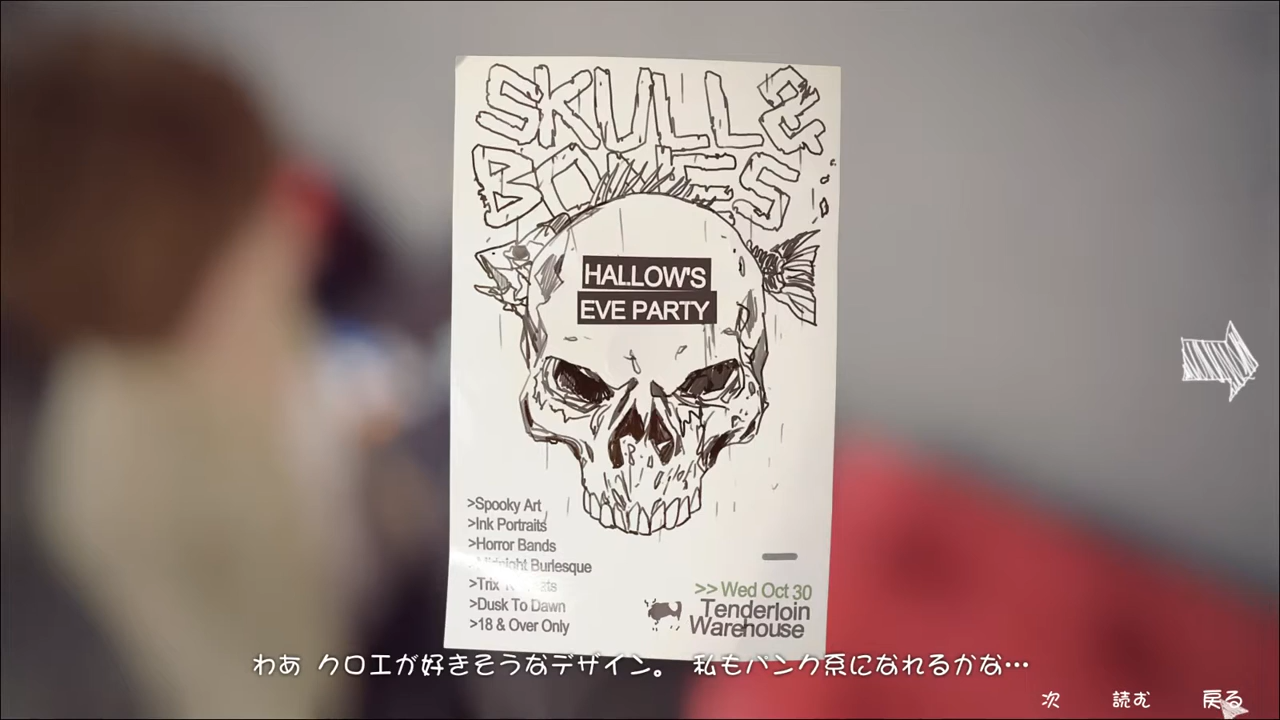 SKULL &
BONES
HALLOW'S
EVE PARTY
>Spooky Art
>Ink Portraits
>Horror Bands
>Midnight Burlesque
>Trix
>Dusk To Dawn
>18 & Over Only
>> Wed Oct 30
Tenderloin
Warehouse
わあ クロエが好きそうなデザイン。 私もパンク系になれるかな…
次 読む 戻る